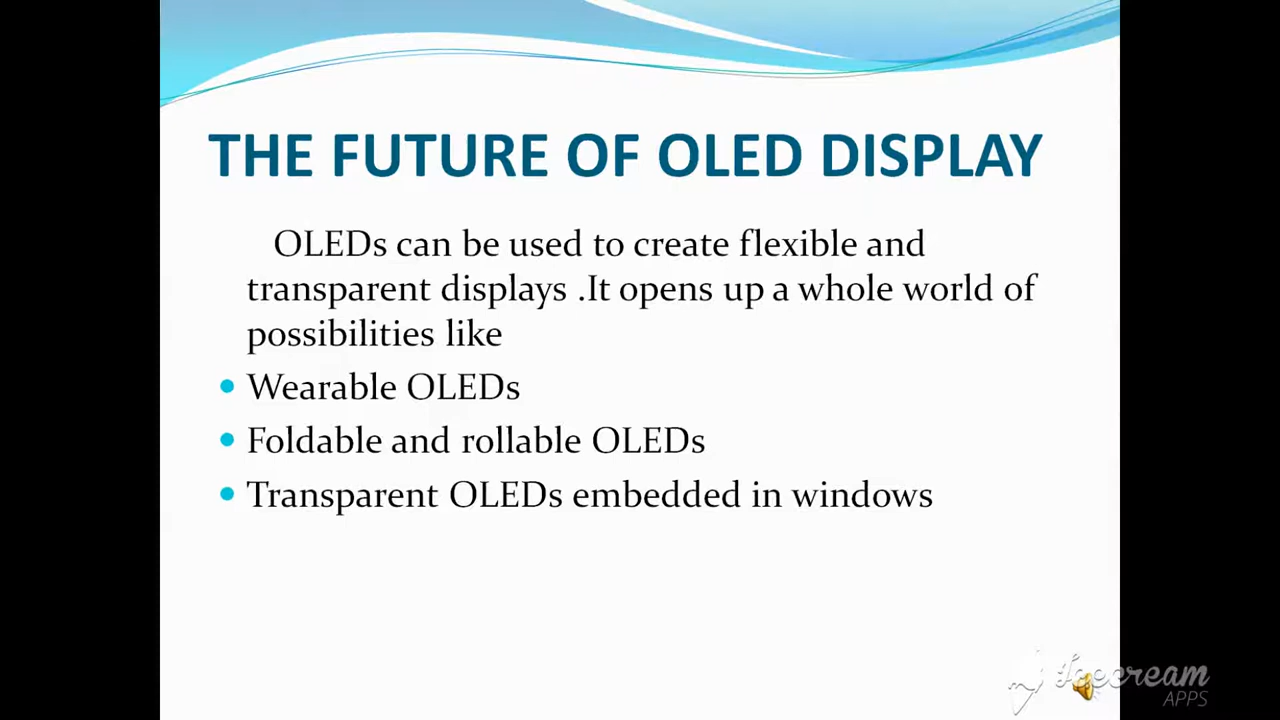 THE FUTURE OF OLED DISPLAY
OLEDs can be used to create flexible and
transparent displays .It opens up a whole world of
possibilities like
• Wearable OLEDs
• Foldable and rollable OLEDs
• Transparent OLEDs embedded in windows
Icecream
APPS